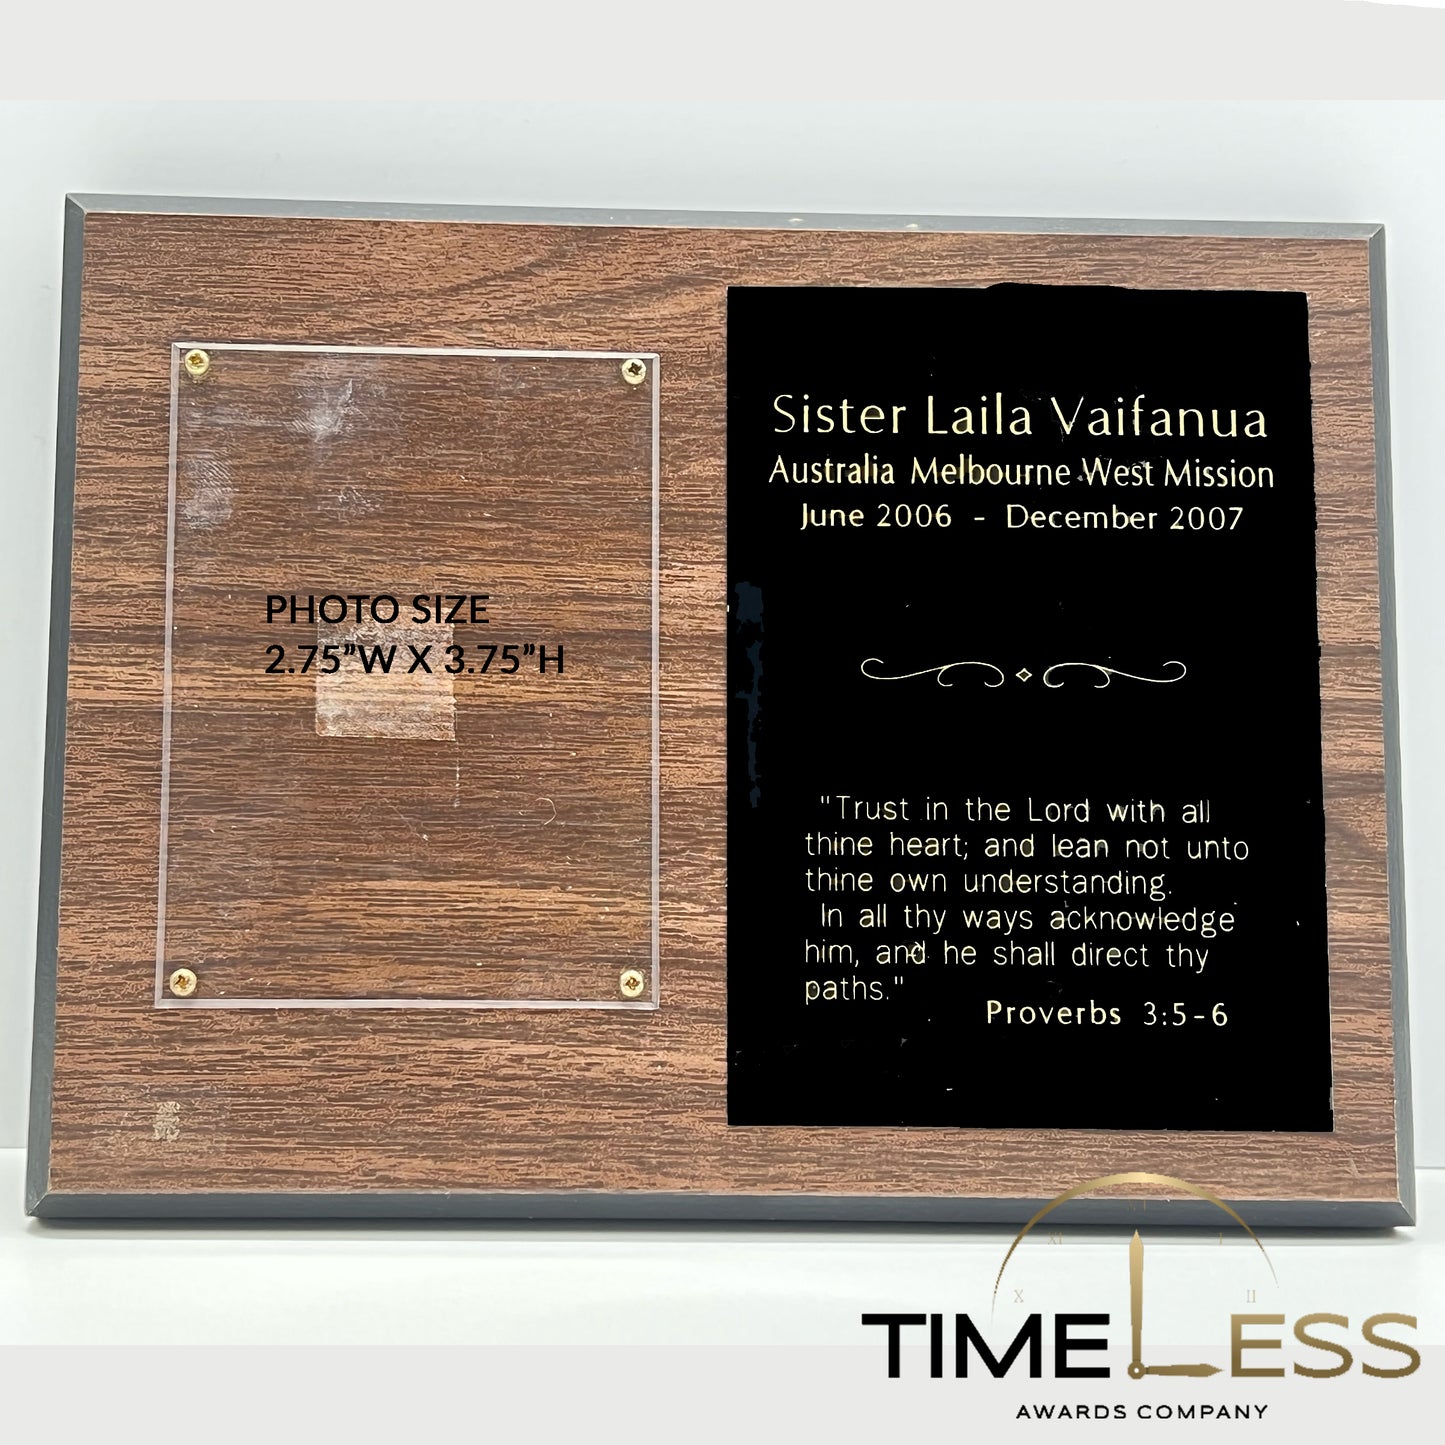 Sister Laila Vaifanua
Australia Melbourne West Mission
June 2006 - December 2007
PHOTO SIZE
2.75”W X 3.75”H
"Trust in the Lord with all
thine heart; and lean not unto
thine own understanding.
In all thy ways acknowledge
him, and he shall direct thy
paths."
Proverbs 3:5-6
XI
I
X
II
TIMELESS
AWARDS COMPANY